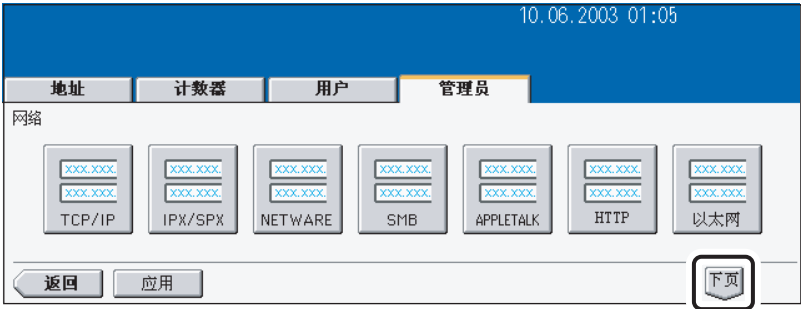 10.06.2003 01:05
地址 计数器 用户 管理员
网络
xxx.xxx. xxx.xxx. xxx.xxx. xxx.xxx. xxx.xxx. xxx.xxx. xxx.xxx.
xxx.xxx. xxx.xxx. xxx.xxx. xxx.xxx. xxx.xxx. xxx.xxx. xxx.xxx.
TCP/IP IPX/SPX NETWARE SMB APPLETALK HTTP 以太网
返回 应用 下页